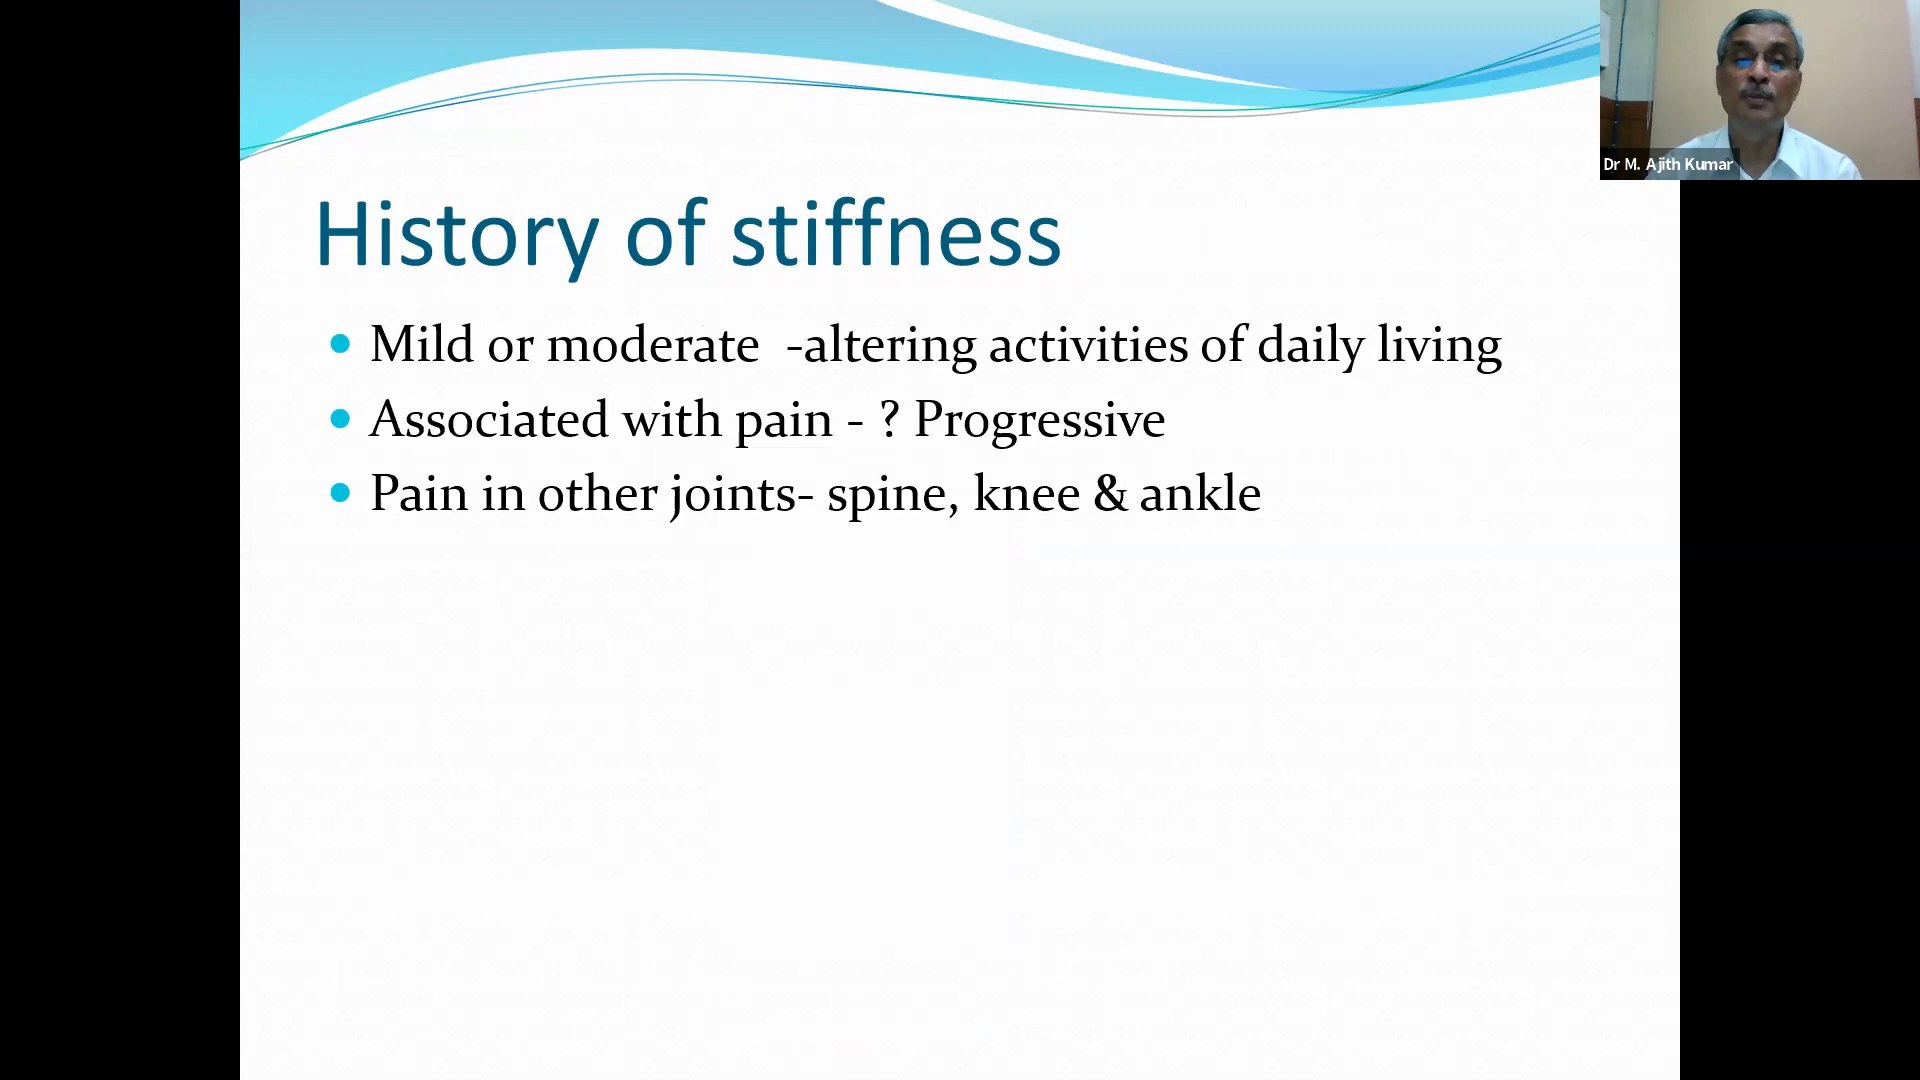 Dr M. Ajith Kumar
History of stiffness
Mild or moderate -altering activities of daily living
Associated with pain - ? Progressive
Pain in other joints- spine, knee & ankle